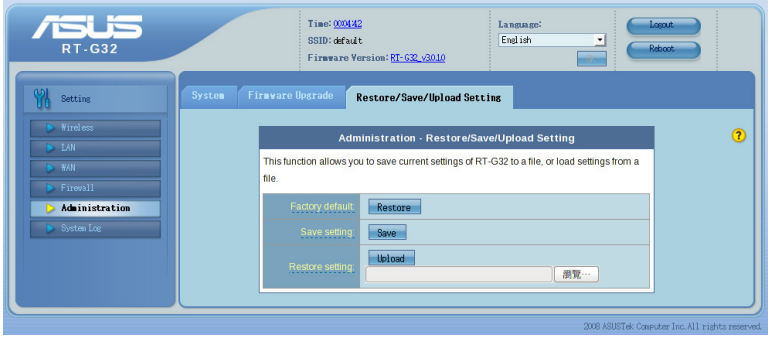 ASUS
RT-G32
Time: 00:04:42
SSID: default
Firmware Version: RT-G32_v3.0.1.0
Language:
English
Logout
Reboot
Setting
Wireless
LAN
WAN
Firewall
Administration
System Log
System
Firmware Upgrade
Restore/Save/Upload Setting
Administration - Restore/Save/Upload Setting
This function allows you to save current settings of RT-G32 to a file, or load settings from a
file.
Factory default:
Restore
Save setting:
Save
Restore setting:
Upload
瀏覽…
?
2008 ASUSTek Computer Inc. All rights reserved.